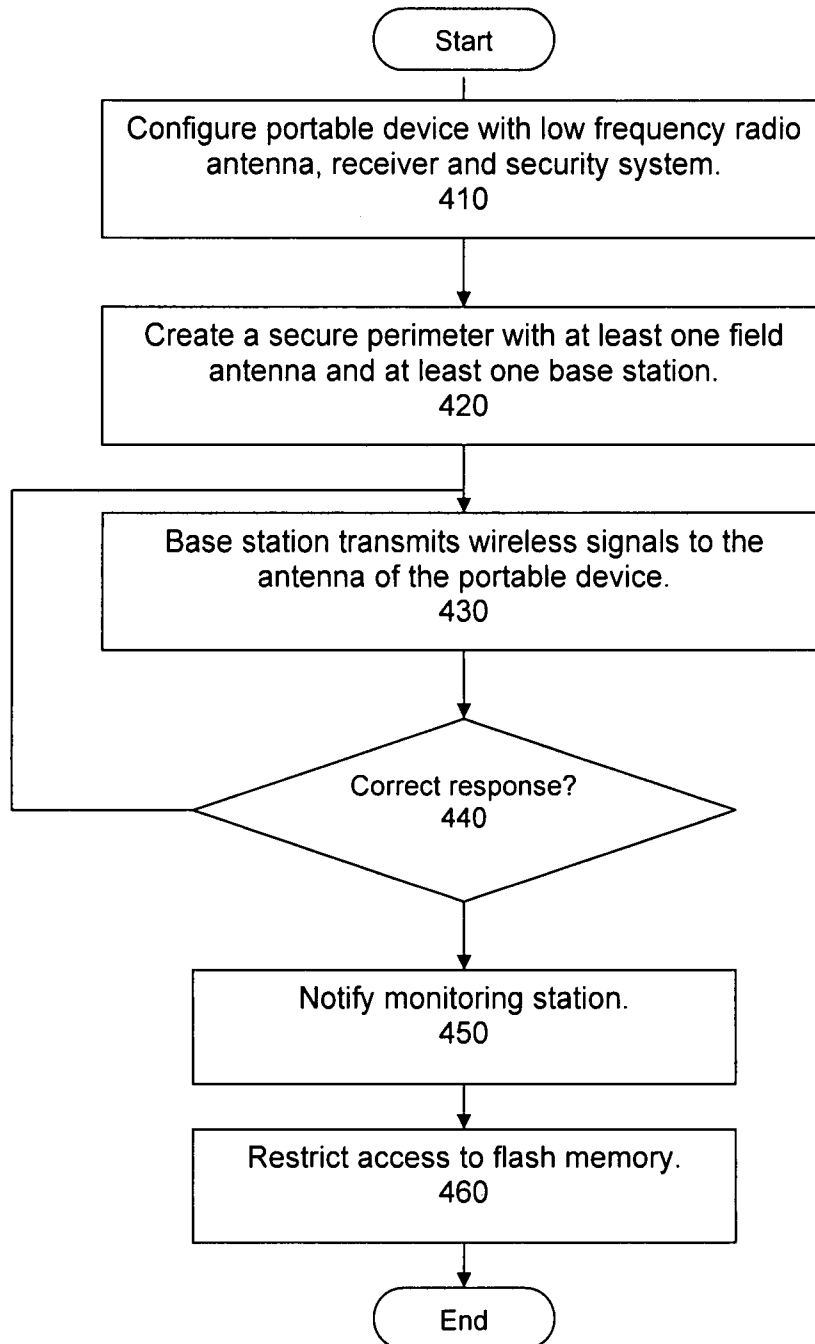 Start
Configure portable device with low frequency radio
antenna, receiver and security system.
410
Create a secure perimeter with at least one field
antenna and at least one base station.
420
Base station transmits wireless signals to the
antenna of the portable device.
430
Correct response?
440
Notify monitoring station.
450
Restrict access to flash memory.
460
End